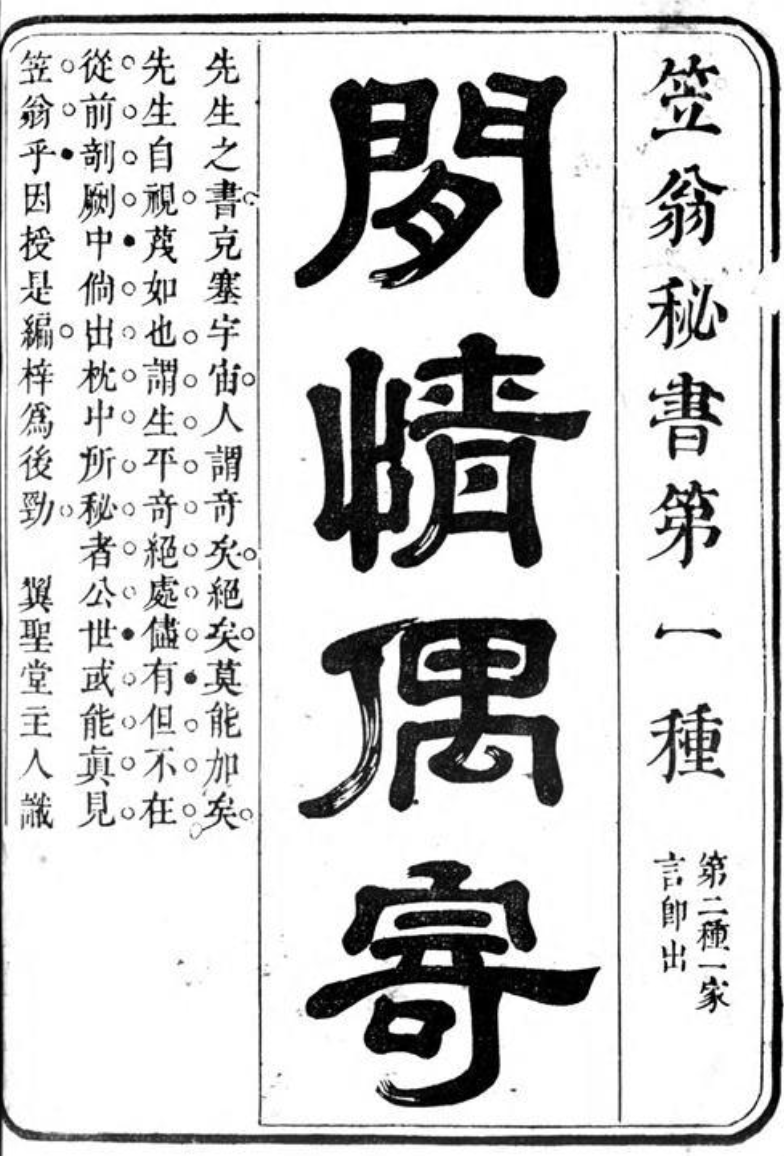 笠翁秘書第一種
第二種一家
言卽出
閒情偶寄
先生之書充塞宇宙人謂奇矣絕矣莫能加矣
先生自視蔑如也謂生平奇絕處儘有但不在
從前剞劂中倘出枕中所秘者公世或能眞見
笠翁乎因授是編梓爲後勁　翼聖堂主人識